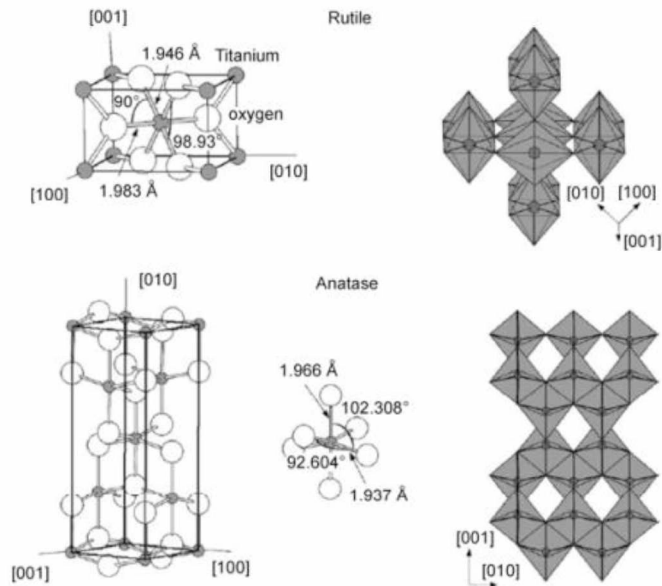 Rutile
[001]
1.946 Å
Titanium
90°
oxygen
98.93°
[010]
[100]
1.983 Å
[010]
[100]
[001]
Anatase
[010]
1.966 Å
102.308°
92.604°
1.937 Å
[001]
[100]
[001]
[010]